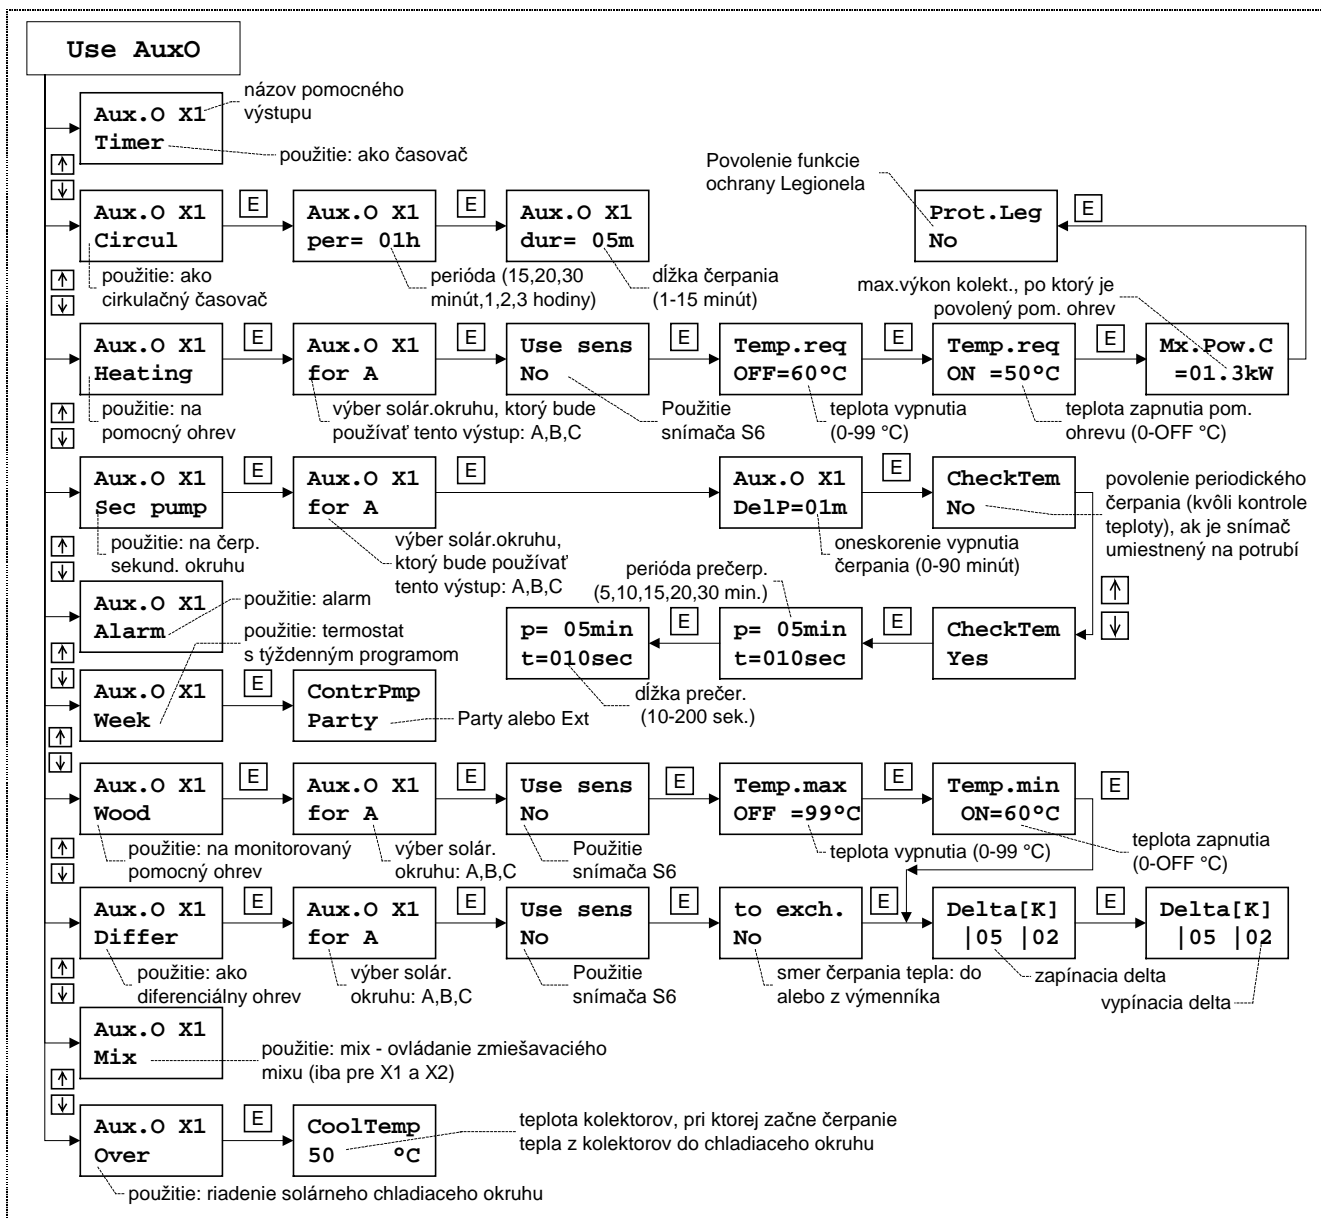 Use AuxO
Aux.O X1
Timer
názov pomocného
výstupu
použitie: ako časovač
Aux.O X1
Circul
E
Aux.O X1
per= 01h
E
Aux.O X1
dur= 05m
použitie: ako
cirkulačný časovač
perióda (15,20,30
minút,1,2,3 hodiny)
dĺžka čerpania
(1-15 minút)
Povolenie funkcie
ochrany Legionela
Prot.Leg
No
E
max.výkon kolekt., po ktorý je
povolený pom. ohrev
Aux.O X1
Heating
E
Aux.O X1
for A
E
Use sens
No
E
Temp.req
OFF=60°C
E
Temp.req
ON =50°C
E
Mx.Pow.C
=01.3kW
použitie: na
pomocný ohrev
výber solár.okruhu, ktorý bude
používať tento výstup: A,B,C
Použitie
snímača S6
teplota vypnutia
(0-99 °C)
teplota zapnutia pom.
ohrevu (0-OFF °C)
Aux.O X1
Sec pump
E
Aux.O X1
for A
E
Aux.O X1
DelP=01m
E
CheckTem
No
povolenie periodického
čerpania (kvôli kontrole
teploty), ak je snímač
umiestnený na potrubí
použitie: na čerp.
sekund. okruhu
výber solár.okruhu,
ktorý bude používať
tento výstup: A,B,C
oneskorenie vypnutia
čerpania (0-90 minút)
perióda prečerp.
(5,10,15,20,30 min.)
Aux.O X1
Alarm
použitie: alarm
p= 05min
t=010sec
E
p= 05min
t=010sec
E
CheckTem
Yes
dĺžka prečer.
(10-200 sek.)
použitie: termostat
s týždenným programom
Aux.O X1
Week
E
ContrPmp
Party
Party alebo Ext
Aux.O X1
Wood
E
Aux.O X1
for A
E
Use sens
No
E
Temp.max
OFF =99°C
E
Temp.min
ON=60°C
E
použitie: na monitorovaný
pomocný ohrev
výber solár.
okruhu: A,B,C
Použitie
snímača S6
teplota vypnutia (0-99 °C)
teplota zapnutia
(0-OFF °C)
Aux.O X1
Differ
E
Aux.O X1
for A
E
Use sens
No
E
to exch.
No
E
Delta[K]
|05 |02
E
Delta[K]
|05 |02
použitie: ako
diferenciálny ohrev
výber solár.
okruhu: A,B,C
Použitie
snímača S6
smer čerpania tepla: do
alebo z výmenníka
zapínacia delta
vypínacia delta
Aux.O X1
Mix
použitie: mix - ovládanie zmiešavaciého
mixu (iba pre X1 a X2)
Aux.O X1
Over
E
CoolTemp
50 °C
teplota kolektorov, pri ktorej začne čerpanie
tepla z kolektorov do chladiaceho okruhu
použitie: riadenie solárneho chladiaceho okruhu